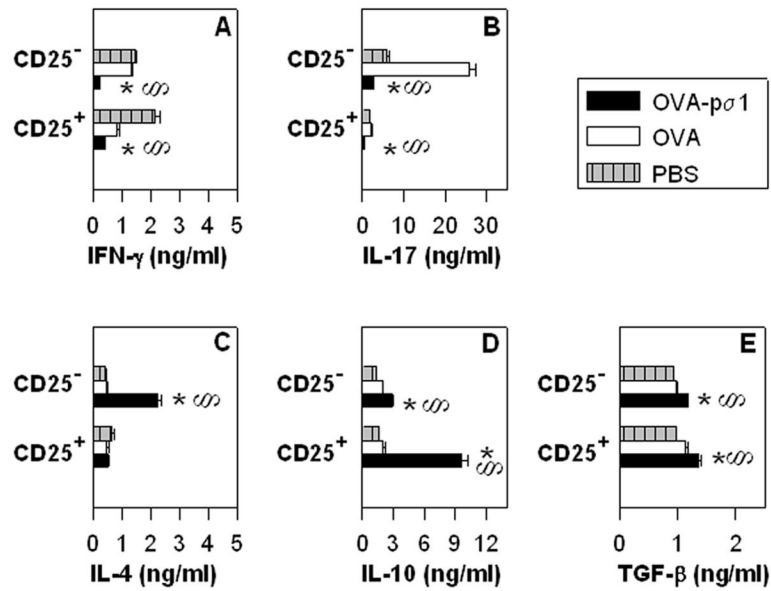 A
CD25⁻
* §
CD25⁺
* §
0 1 2 3 4 5
IFN-γ (ng/ml)
B
* §
* §
0 10 20 30
IL-17 (ng/ml)
OVA-pσ1
OVA
PBS
C
CD25⁻
* §
CD25⁺
0 1 2 3 4 5
IL-4 (ng/ml)
D
CD25⁻
* §
CD25⁺
*
§
0 3 6 9 12
IL-10 (ng/ml)
E
CD25⁻
* §
CD25⁺
*§
0 1 2
TGF-β (ng/ml)